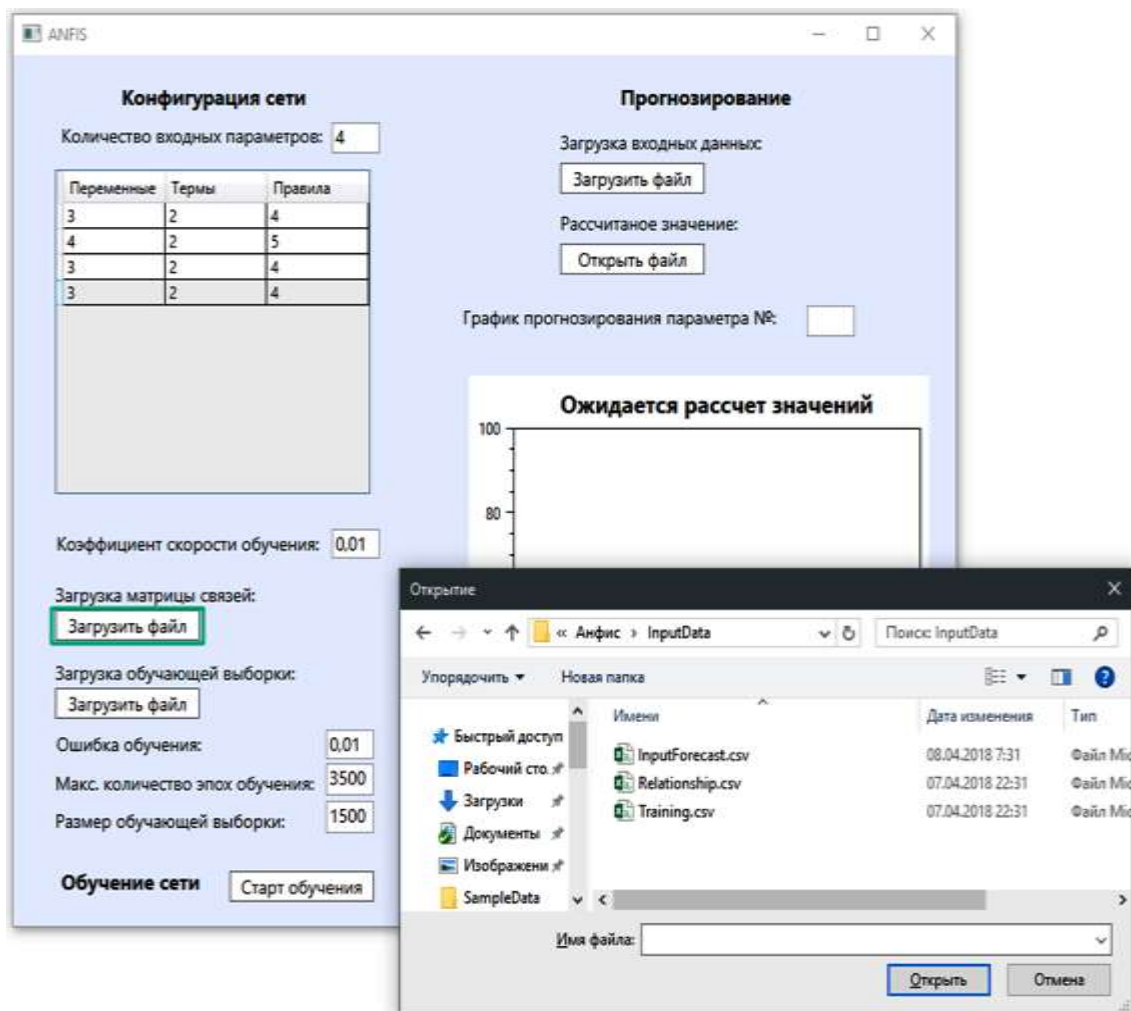 ANFIS
Конфигурация сети
Количество входных параметров: 4
Переменные Термы Правила
3 2 4
4 2 5
3 2 4
3 2 4
Коэффициент скорости обучения: 0,01
Загрузка матрицы связей:
Загрузить файл
Загрузка обучающей выборки:
Загрузить файл
Ошибка обучения: 0,01
Макс. количество эпох обучения: 3500
Размер обучающей выборки: 1500
Обучение сети Старт обучения
Прогнозирование
Загрузка входных данных:
Загрузить файл
Рассчитаное значение:
Открыть файл
График прогнозирования параметра №:
Ожидается рассчет значений
100
80
Открытие
« Анфис › InputData
Поиск: InputData
Упорядочить Новая папка
Быстрый доступ
Рабочий сто.
Загрузки
Документы
Изображени
SampleData
Имени Дата изменения Тип
InputForecast.csv 08.04.2018 7:31 Файл Mic
Relationship.csv 07.04.2018 22:31 Файл Mic
Training.csv 07.04.2018 22:31 Файл Mic
Имя файла:
Открыть Отмена